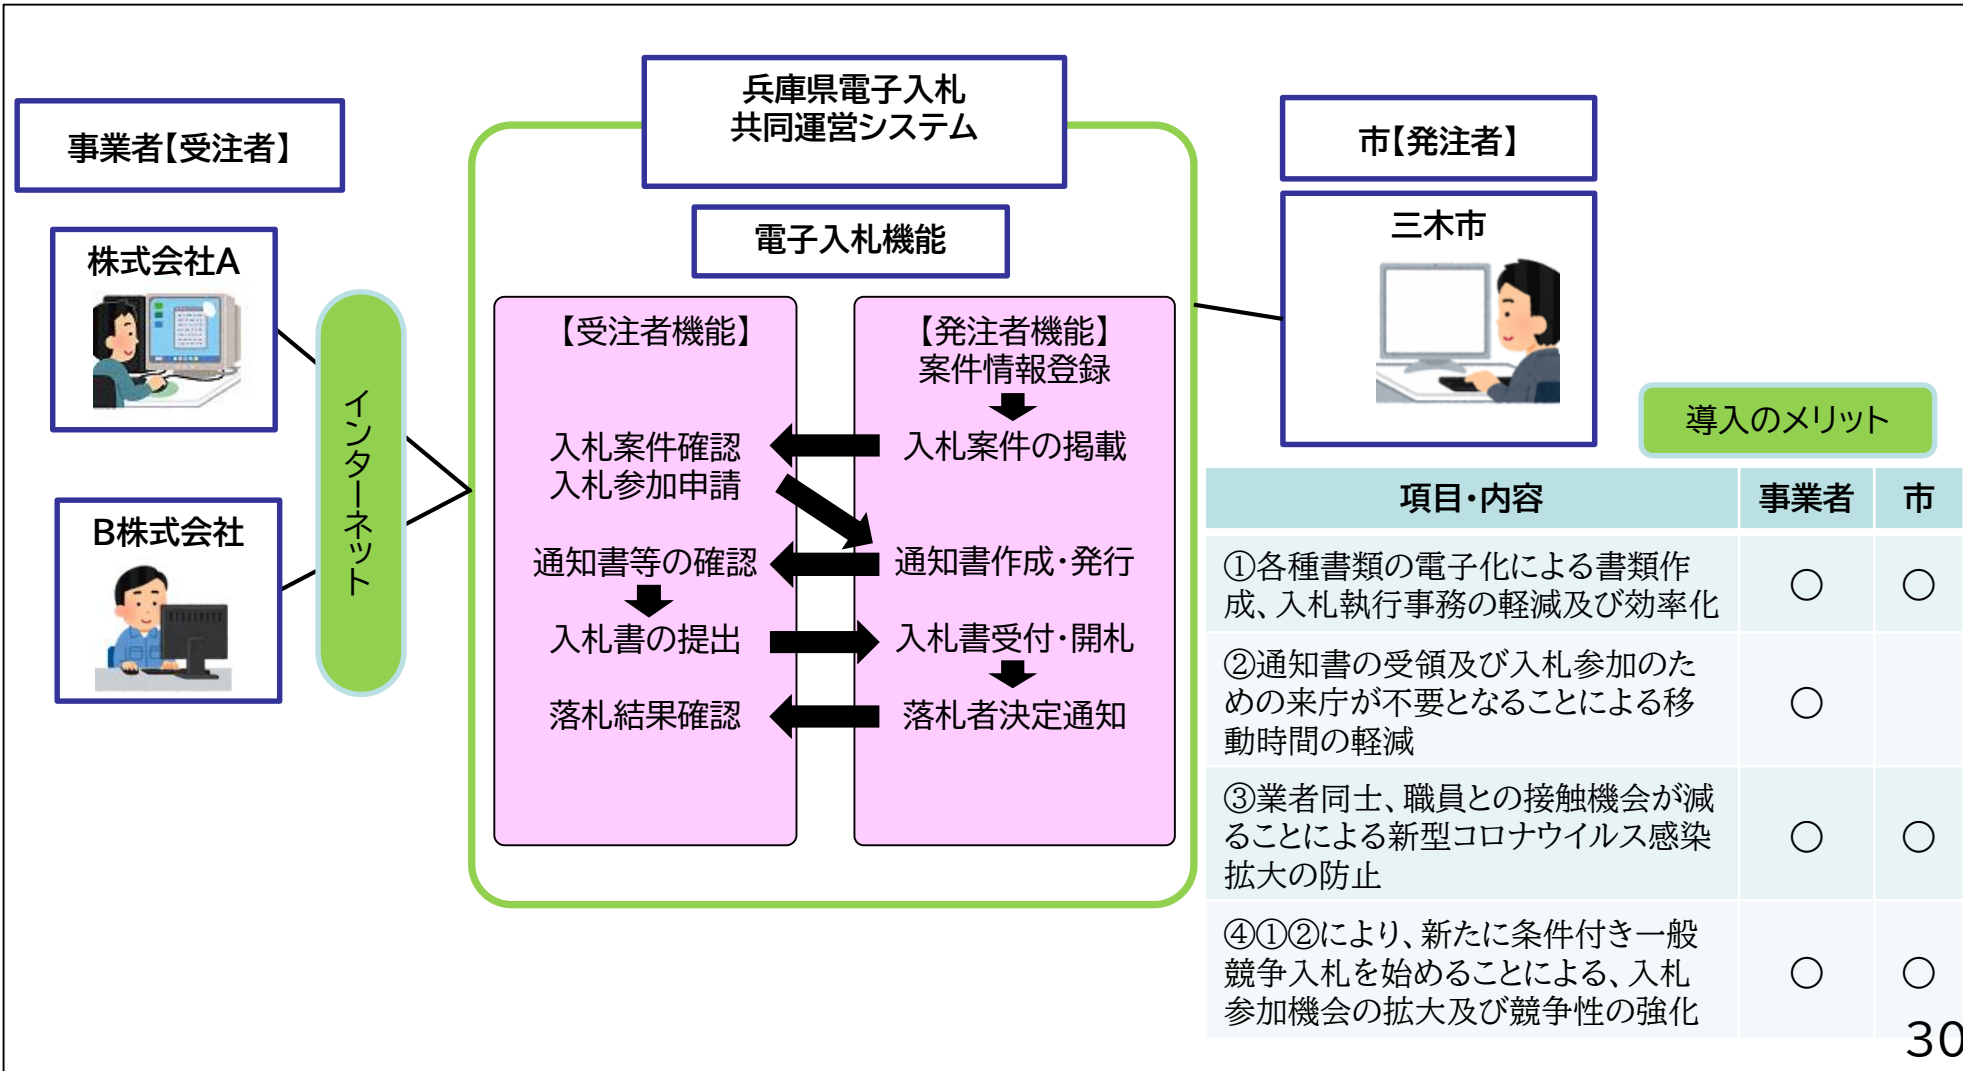 兵庫県電子入札
共同運営システム
事業者【受注者】
市【発注者】
株式会社A
B株式会社
インターネット
電子入札機能
【受注者機能】
入札案件確認
入札参加申請
通知書等の確認
入札書の提出
落札結果確認
【発注者機能】
案件情報登録
入札案件の掲載
通知書作成・発行
入札書受付・開札
落札者決定通知
三木市
導入のメリット
項目・内容 事業者 市
①各種書類の電子化による書類作
成、入札執行事務の軽減及び効率化 〇 〇
②通知書の受領及び入札参加のた
めの来庁が不要となることによる移
動時間の軽減 〇
③業者同士、職員との接触機会が減
ることによる新型コロナウイルス感染
拡大の防止 〇 〇
④①②により、新たに条件付き一般
競争入札を始めることによる、入札
参加機会の拡大及び競争性の強化 〇 〇
30